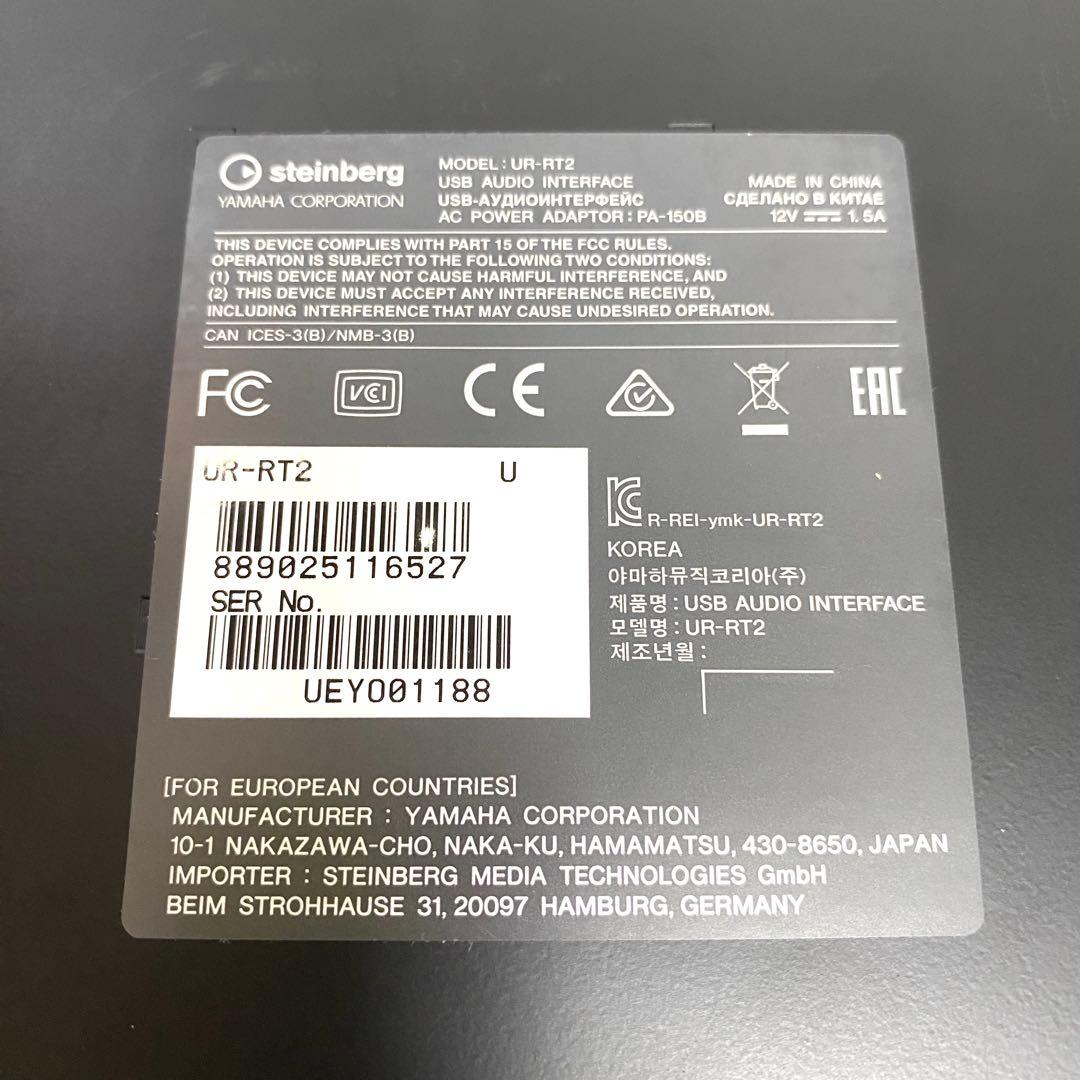 steinberg
YAMAHA CORPORATION
MODEL : UR-RT2
USB AUDIO INTERFACE
USB-АУДИОИНТЕРФЕЙС
AC POWER ADAPTOR : PA-150B
MADE IN CHINA
СДЕЛАНО В КИТАЕ
12V 1.5A
THIS DEVICE COMPLIES WITH PART 15 OF THE FCC RULES.
OPERATION IS SUBJECT TO THE FOLLOWING TWO CONDITIONS:
(1) THIS DEVICE MAY NOT CAUSE HARMFUL INTERFERENCE, AND
(2) THIS DEVICE MUST ACCEPT ANY INTERFERENCE RECEIVED,
INCLUDING INTERFERENCE THAT MAY CAUSE UNDESIRED OPERATION.
CAN ICES-3(B)/NMB-3(B)
FC VCI CE EAC
UR-RT2 U
889025116527
SER No.
UEY001188
KC R-REI-ymk-UR-RT2
KOREA
야마하뮤직코리아(주)
제품명 : USB AUDIO INTERFACE
모델명 : UR-RT2
제조년월 :
[FOR EUROPEAN COUNTRIES]
MANUFACTURER : YAMAHA CORPORATION
10-1 NAKAZAWA-CHO, NAKA-KU, HAMAMATSU, 430-8650, JAPAN
IMPORTER : STEINBERG MEDIA TECHNOLOGIES GmbH
BEIM STROHHAUSE 31, 20097 HAMBURG, GERMANY